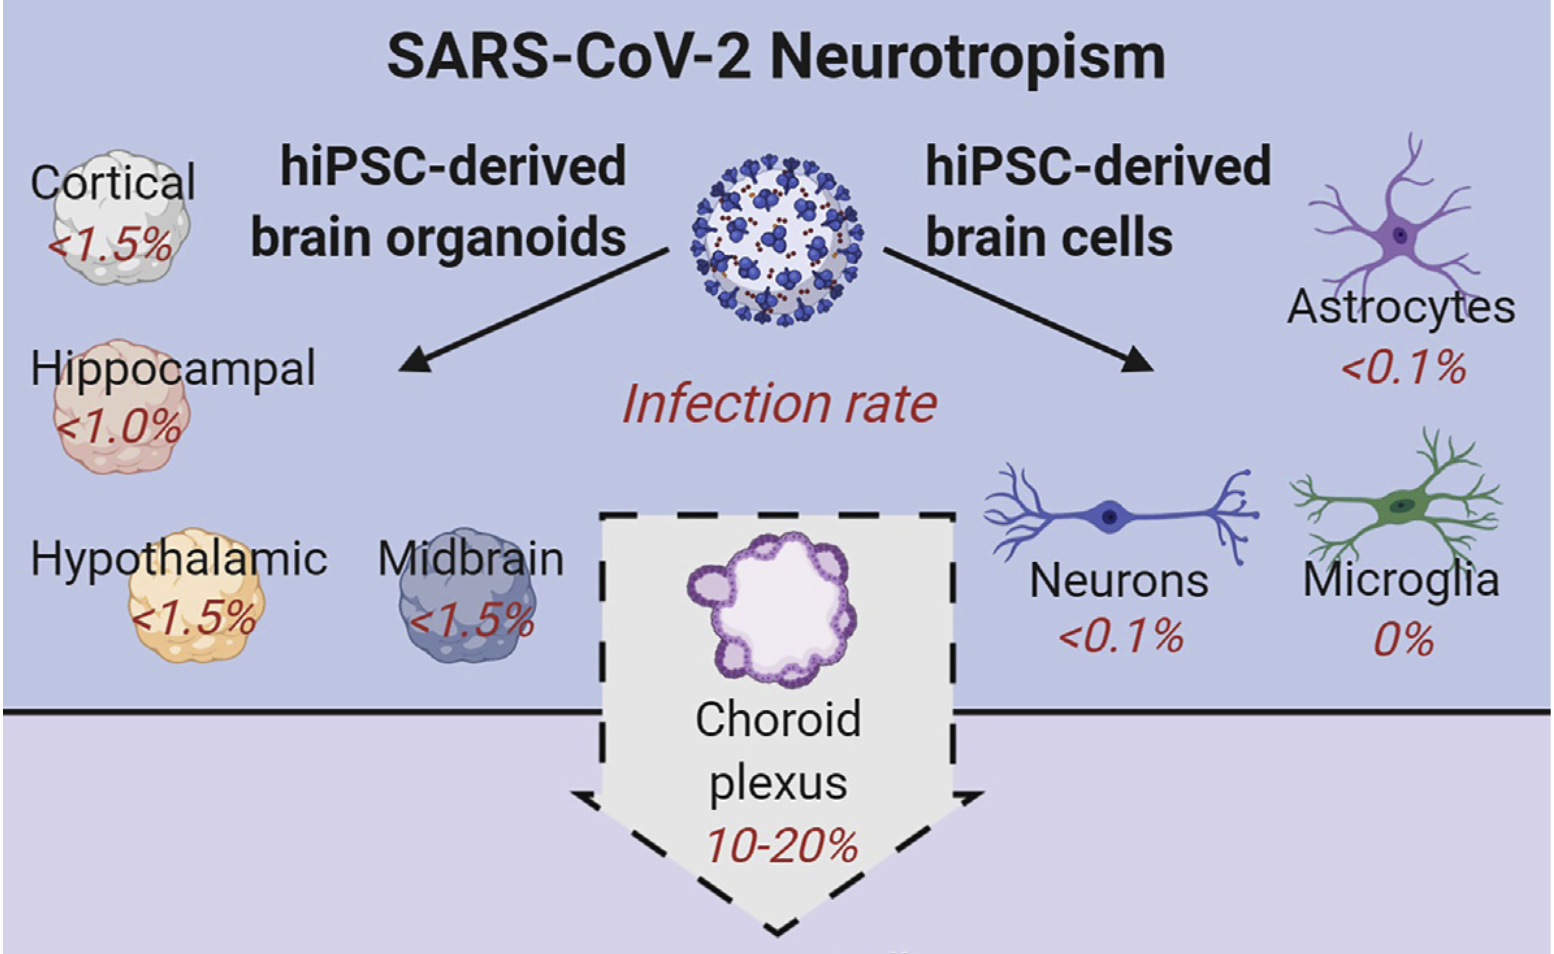 SARS-CoV-2 Neurotropism
hiPSC-derived
brain organoids
hiPSC-derived
brain cells
Cortical
<1.5%
Hippocampal
<1.0%
Hypothalamic
<1.5%
Midbrain
<1.5%
Infection rate
Astrocytes
<0.1%
Neurons
<0.1%
Microglia
0%
Choroid
plexus
10-20%